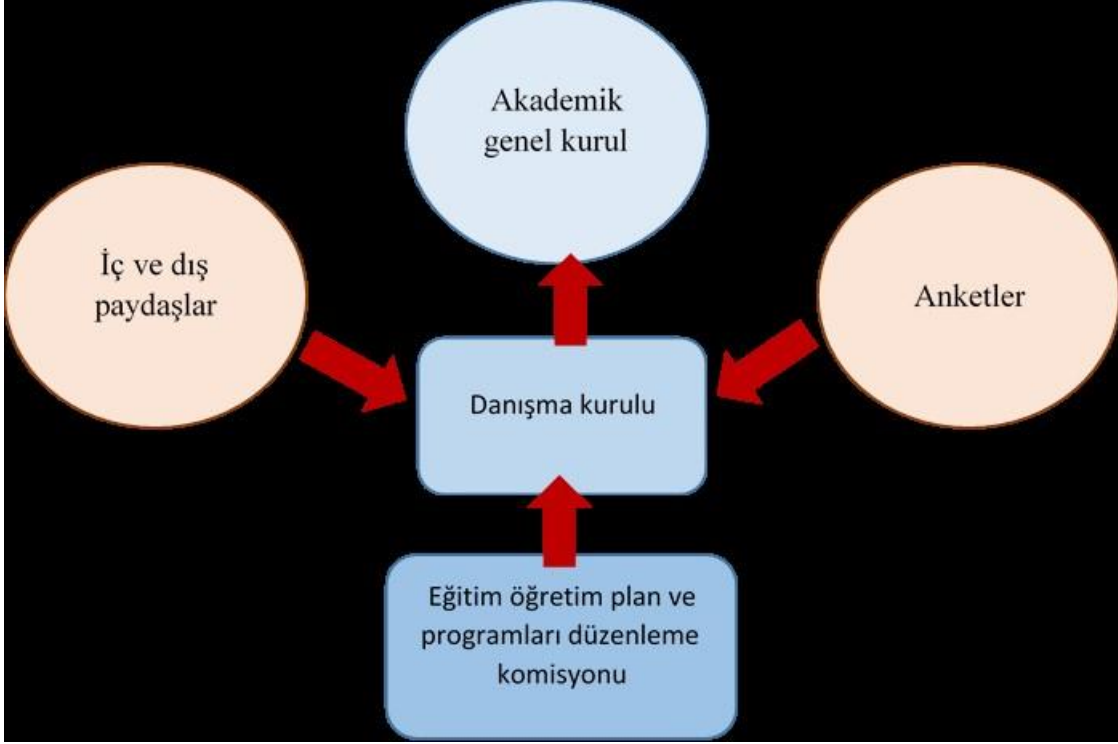 Akademik
genel kurul
İç ve dış
paydaşlar
Anketler
Danışma kurulu
Eğitim öğretim plan ve
programları düzenleme
komisyonu